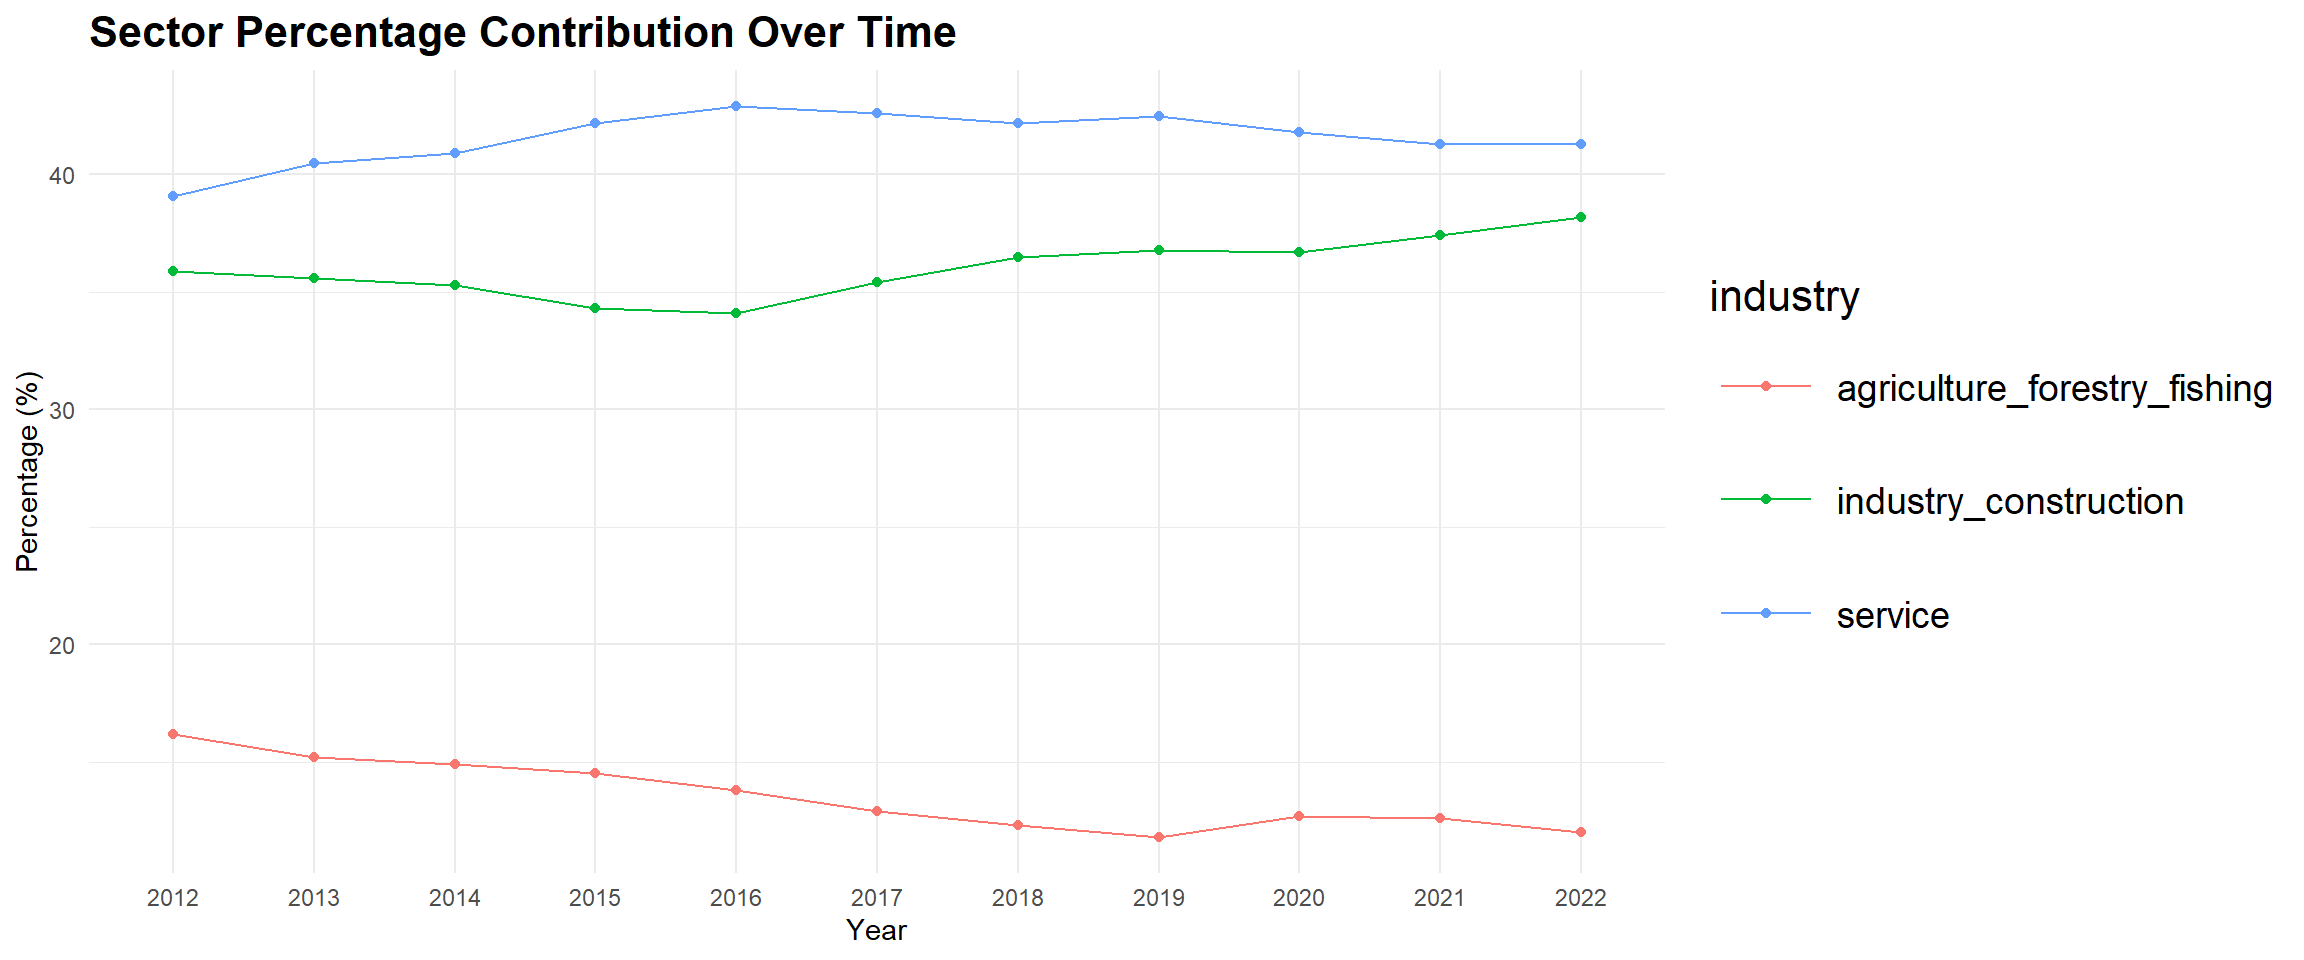 Sector Percentage Contribution Over Time
40
30
20
Percentage (%)
2012 2013 2014 2015 2016 2017 2018 2019 2020 2021 2022
Year
industry
agriculture_forestry_fishing
industry_construction
service